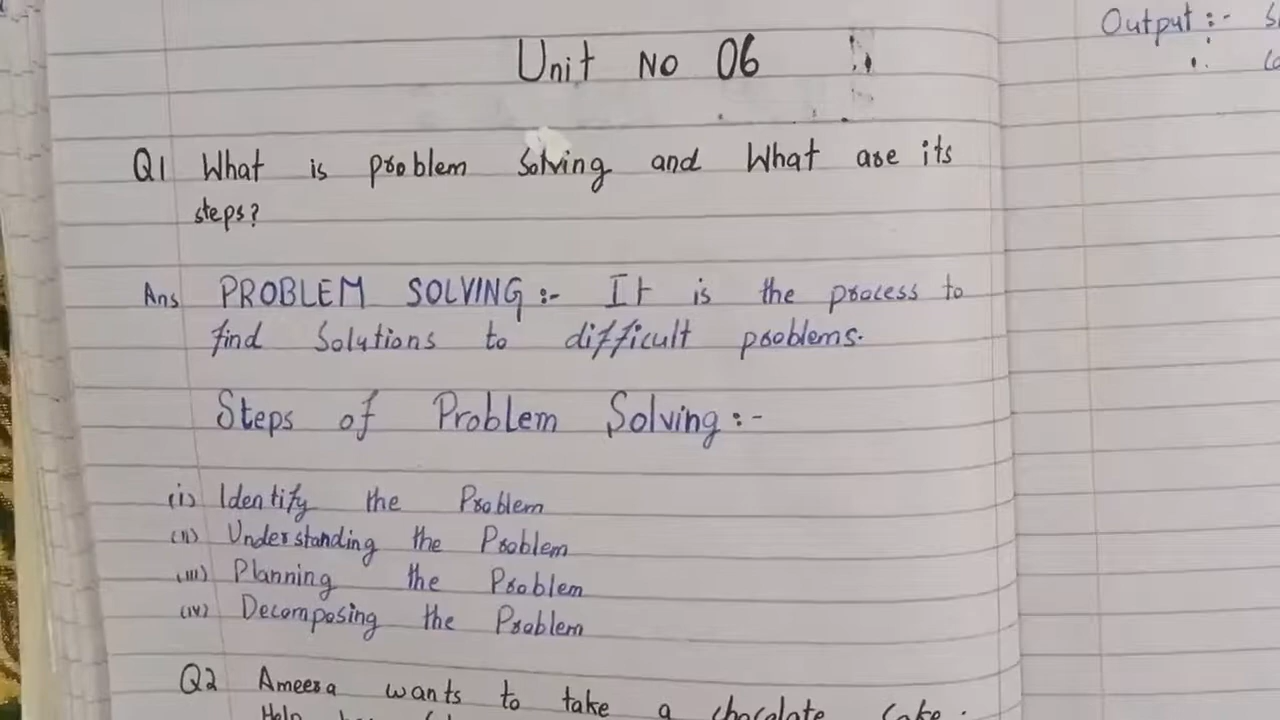 Unit No 06
Q1 What is problem Solving and What are its
steps?
Ans PROBLEM SOLVING :- It is the process to
find Solutions to difficult problems.
Steps of Problem Solving :-
(i) Identify the Problem
(ii) Understanding the Problem
(iii) Planning the Problem
(iv) Decomposing the Problem
Q2 Ameera wants to take a chocolate Cake.
Help
Output :-